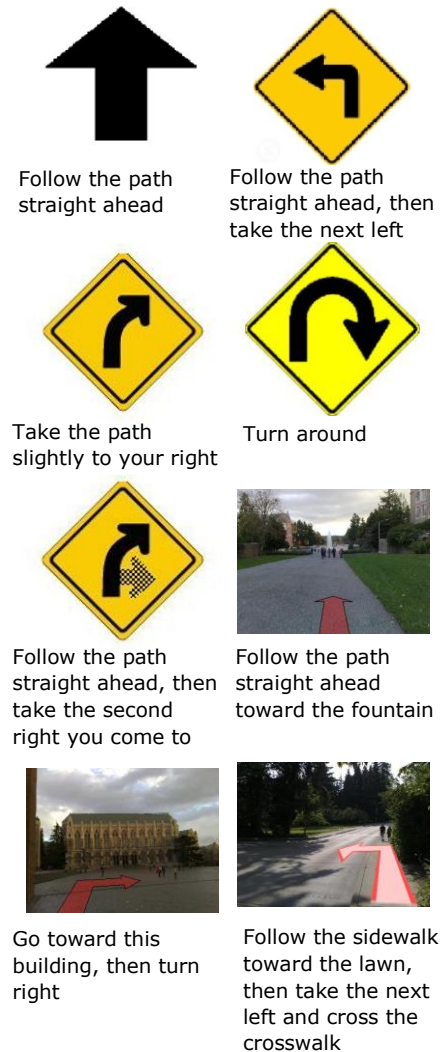 Follow the path
straight ahead
Follow the path
straight ahead, then
take the next left
Take the path
slightly to your right
Turn around
Follow the path
straight ahead, then
take the second
right you come to
Follow the path
straight ahead
toward the fountain
Go toward this
building, then turn
right
Follow the sidewalk
toward the lawn,
then take the next
left and cross the
crosswalk